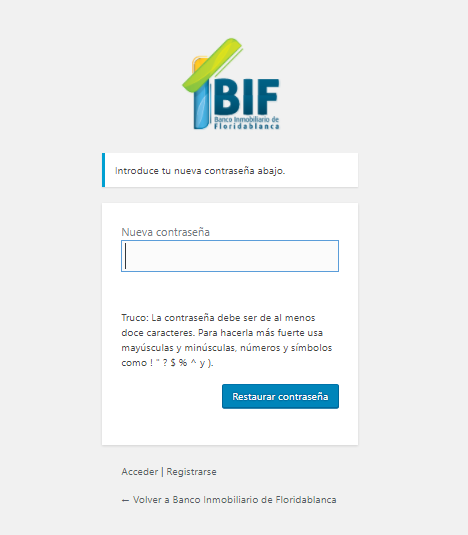 BIF
Banco Inmobiliario de
Floridablanca
Introduce tu nueva contraseña abajo.
Nueva contraseña
Truco: La contraseña debe ser de al menos
doce caracteres. Para hacerla más fuerte usa
mayúsculas y minúsculas, números y símbolos
como ! " ? $ % ^ y ).
Restaurar contraseña
Acceder | Registrarse
← Volver a Banco Inmobiliario de Floridablanca